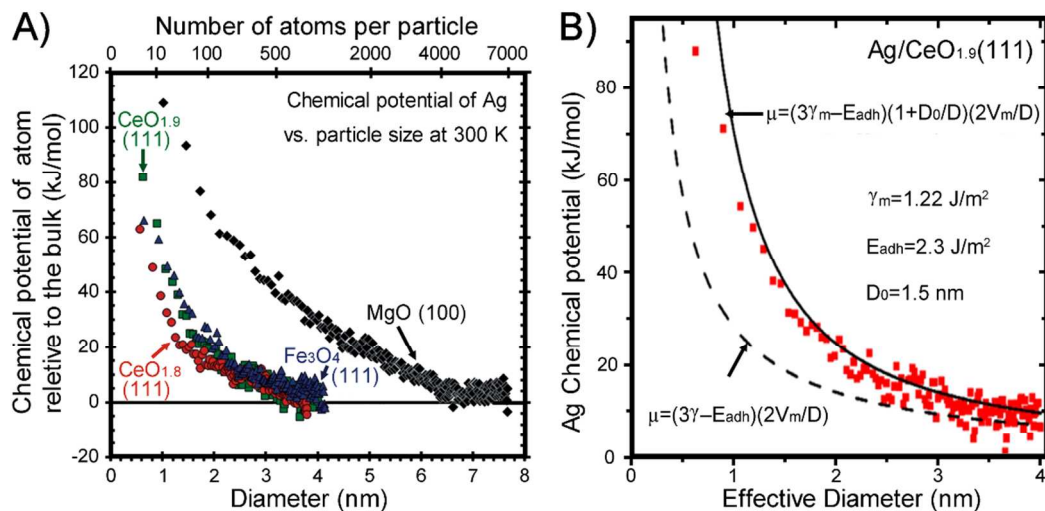 A)
Number of atoms per particle
0 10 100 500 2000 4000 7000
Chemical potential of atom
reletive to the bulk (kJ/mol)
120
100
80
60
40
20
0
-20
Chemical potential of Ag
vs. particle size at 300 K
CeO1.9
(111)
MgO (100)
Fe3O4
(111)
CeO1.8
(111)
0 1 2 3 4 5 6 7 8
Diameter (nm)
B)
Ag Chemical potential (kJ/mol)
80
60
40
20
0
Ag/CeO1.9(111)
μ=(3γm–Eadh)(1+D0/D)(2Vm/D)
γm=1.22 J/m²
Eadh=2.3 J/m²
D0=1.5 nm
μ=(3γ–Eadh)(2Vm/D)
0 1 2 3 4
Effective Diameter (nm)